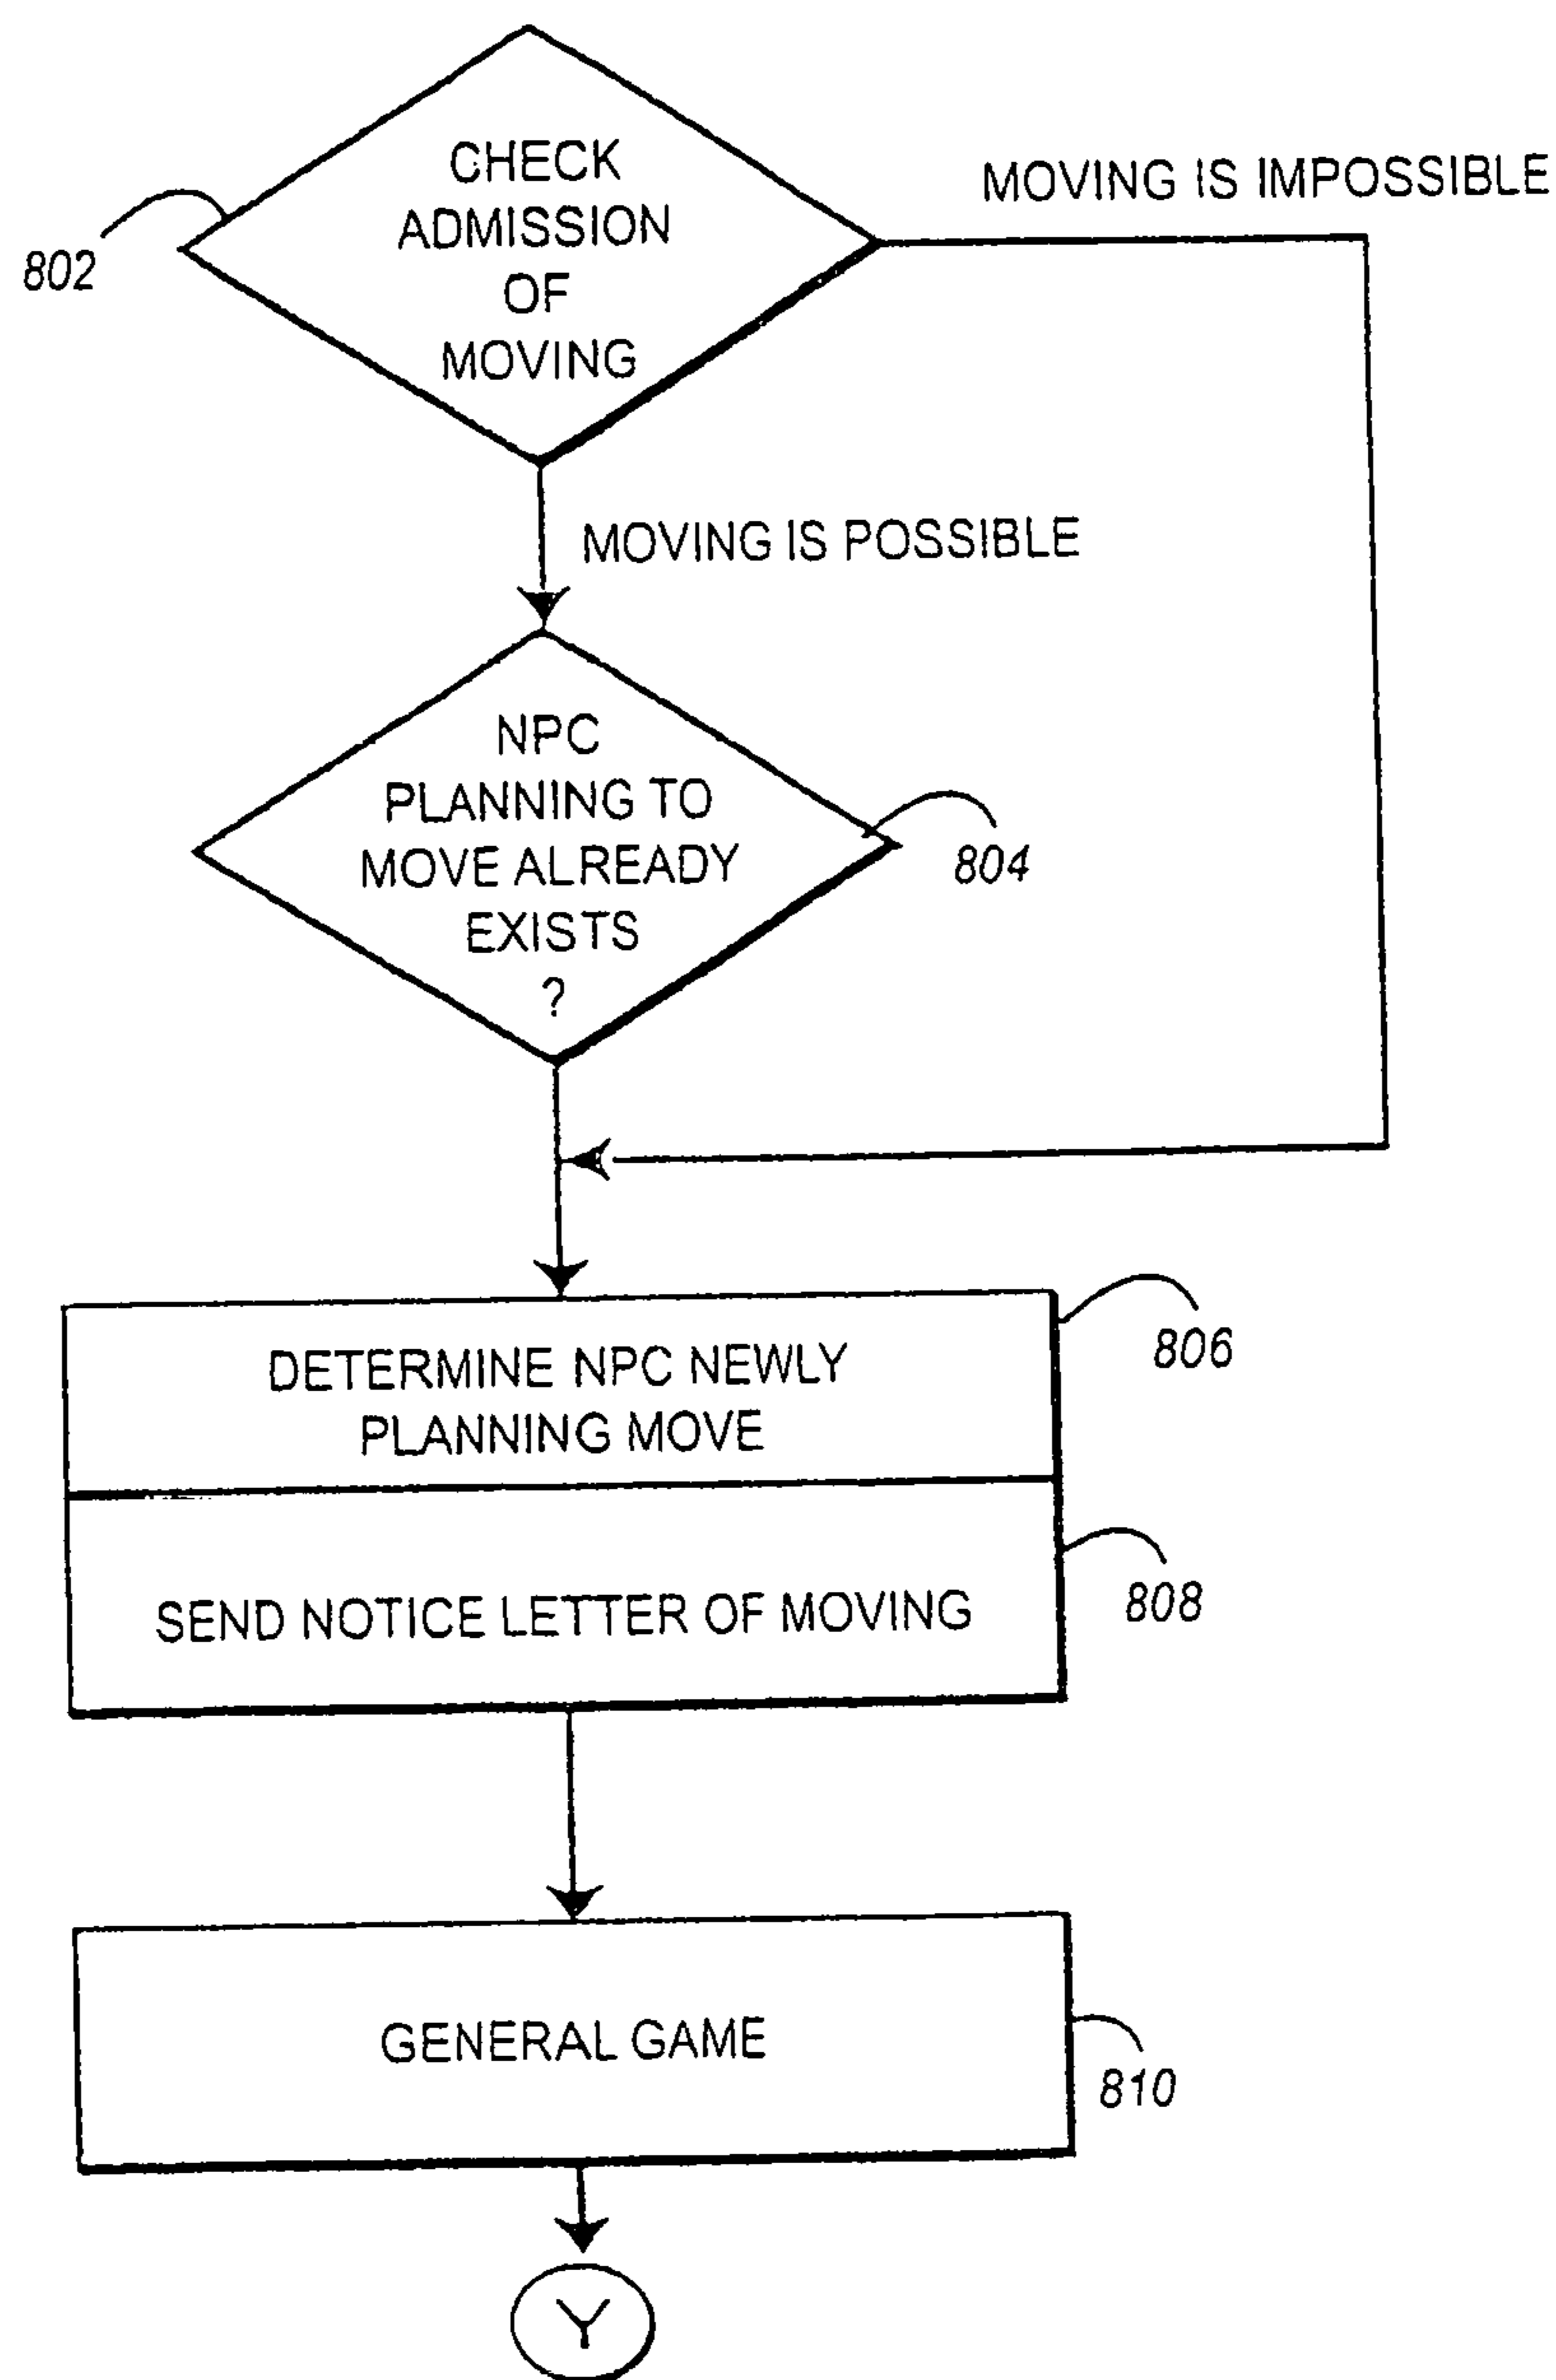 CHECK
ADMISSION
OF
MOVING
802
MOVING IS IMPOSSIBLE
MOVING IS POSSIBLE
NPC
PLANNING TO
MOVE ALREADY
EXISTS
?
804
DETERMINE NPC NEWLY
PLANNING MOVE
806
SEND NOTICE LETTER OF MOVING
808
GENERAL GAME
810
Y